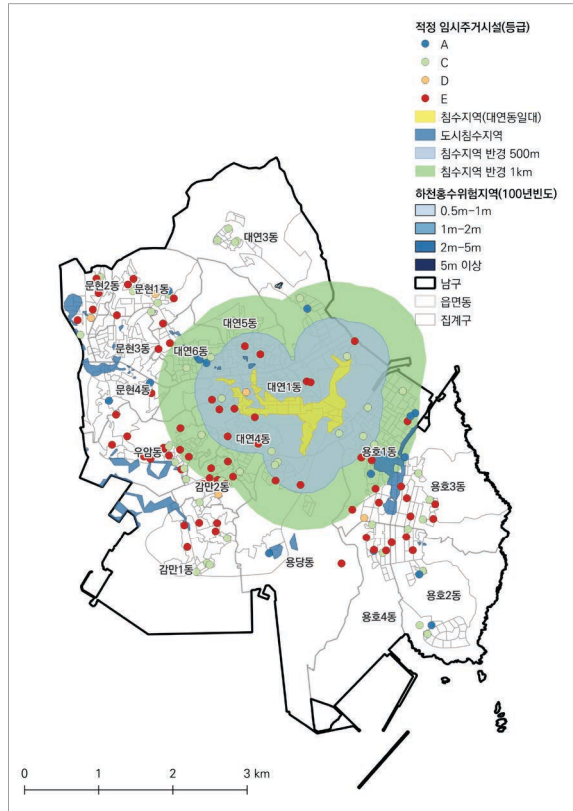 적정 임시주거시설(등급)
A
C
D
E
침수지역(대연동일대)
도시침수지역
침수지역 반경 500m
침수지역 반경 1km
하천홍수위험지역(100년빈도)
0.5m-1m
1m-2m
2m-5m
5m 이상
남구
읍면동
집계구
대연3동
문현2동
문현1동
대연5동
문현3동
대연6동
문현4동
대연1동
우암동
대연4동
용호1동
감만2동
용호3동
감만1동
용당동
용호2동
용호4동
0 1 2 3 km